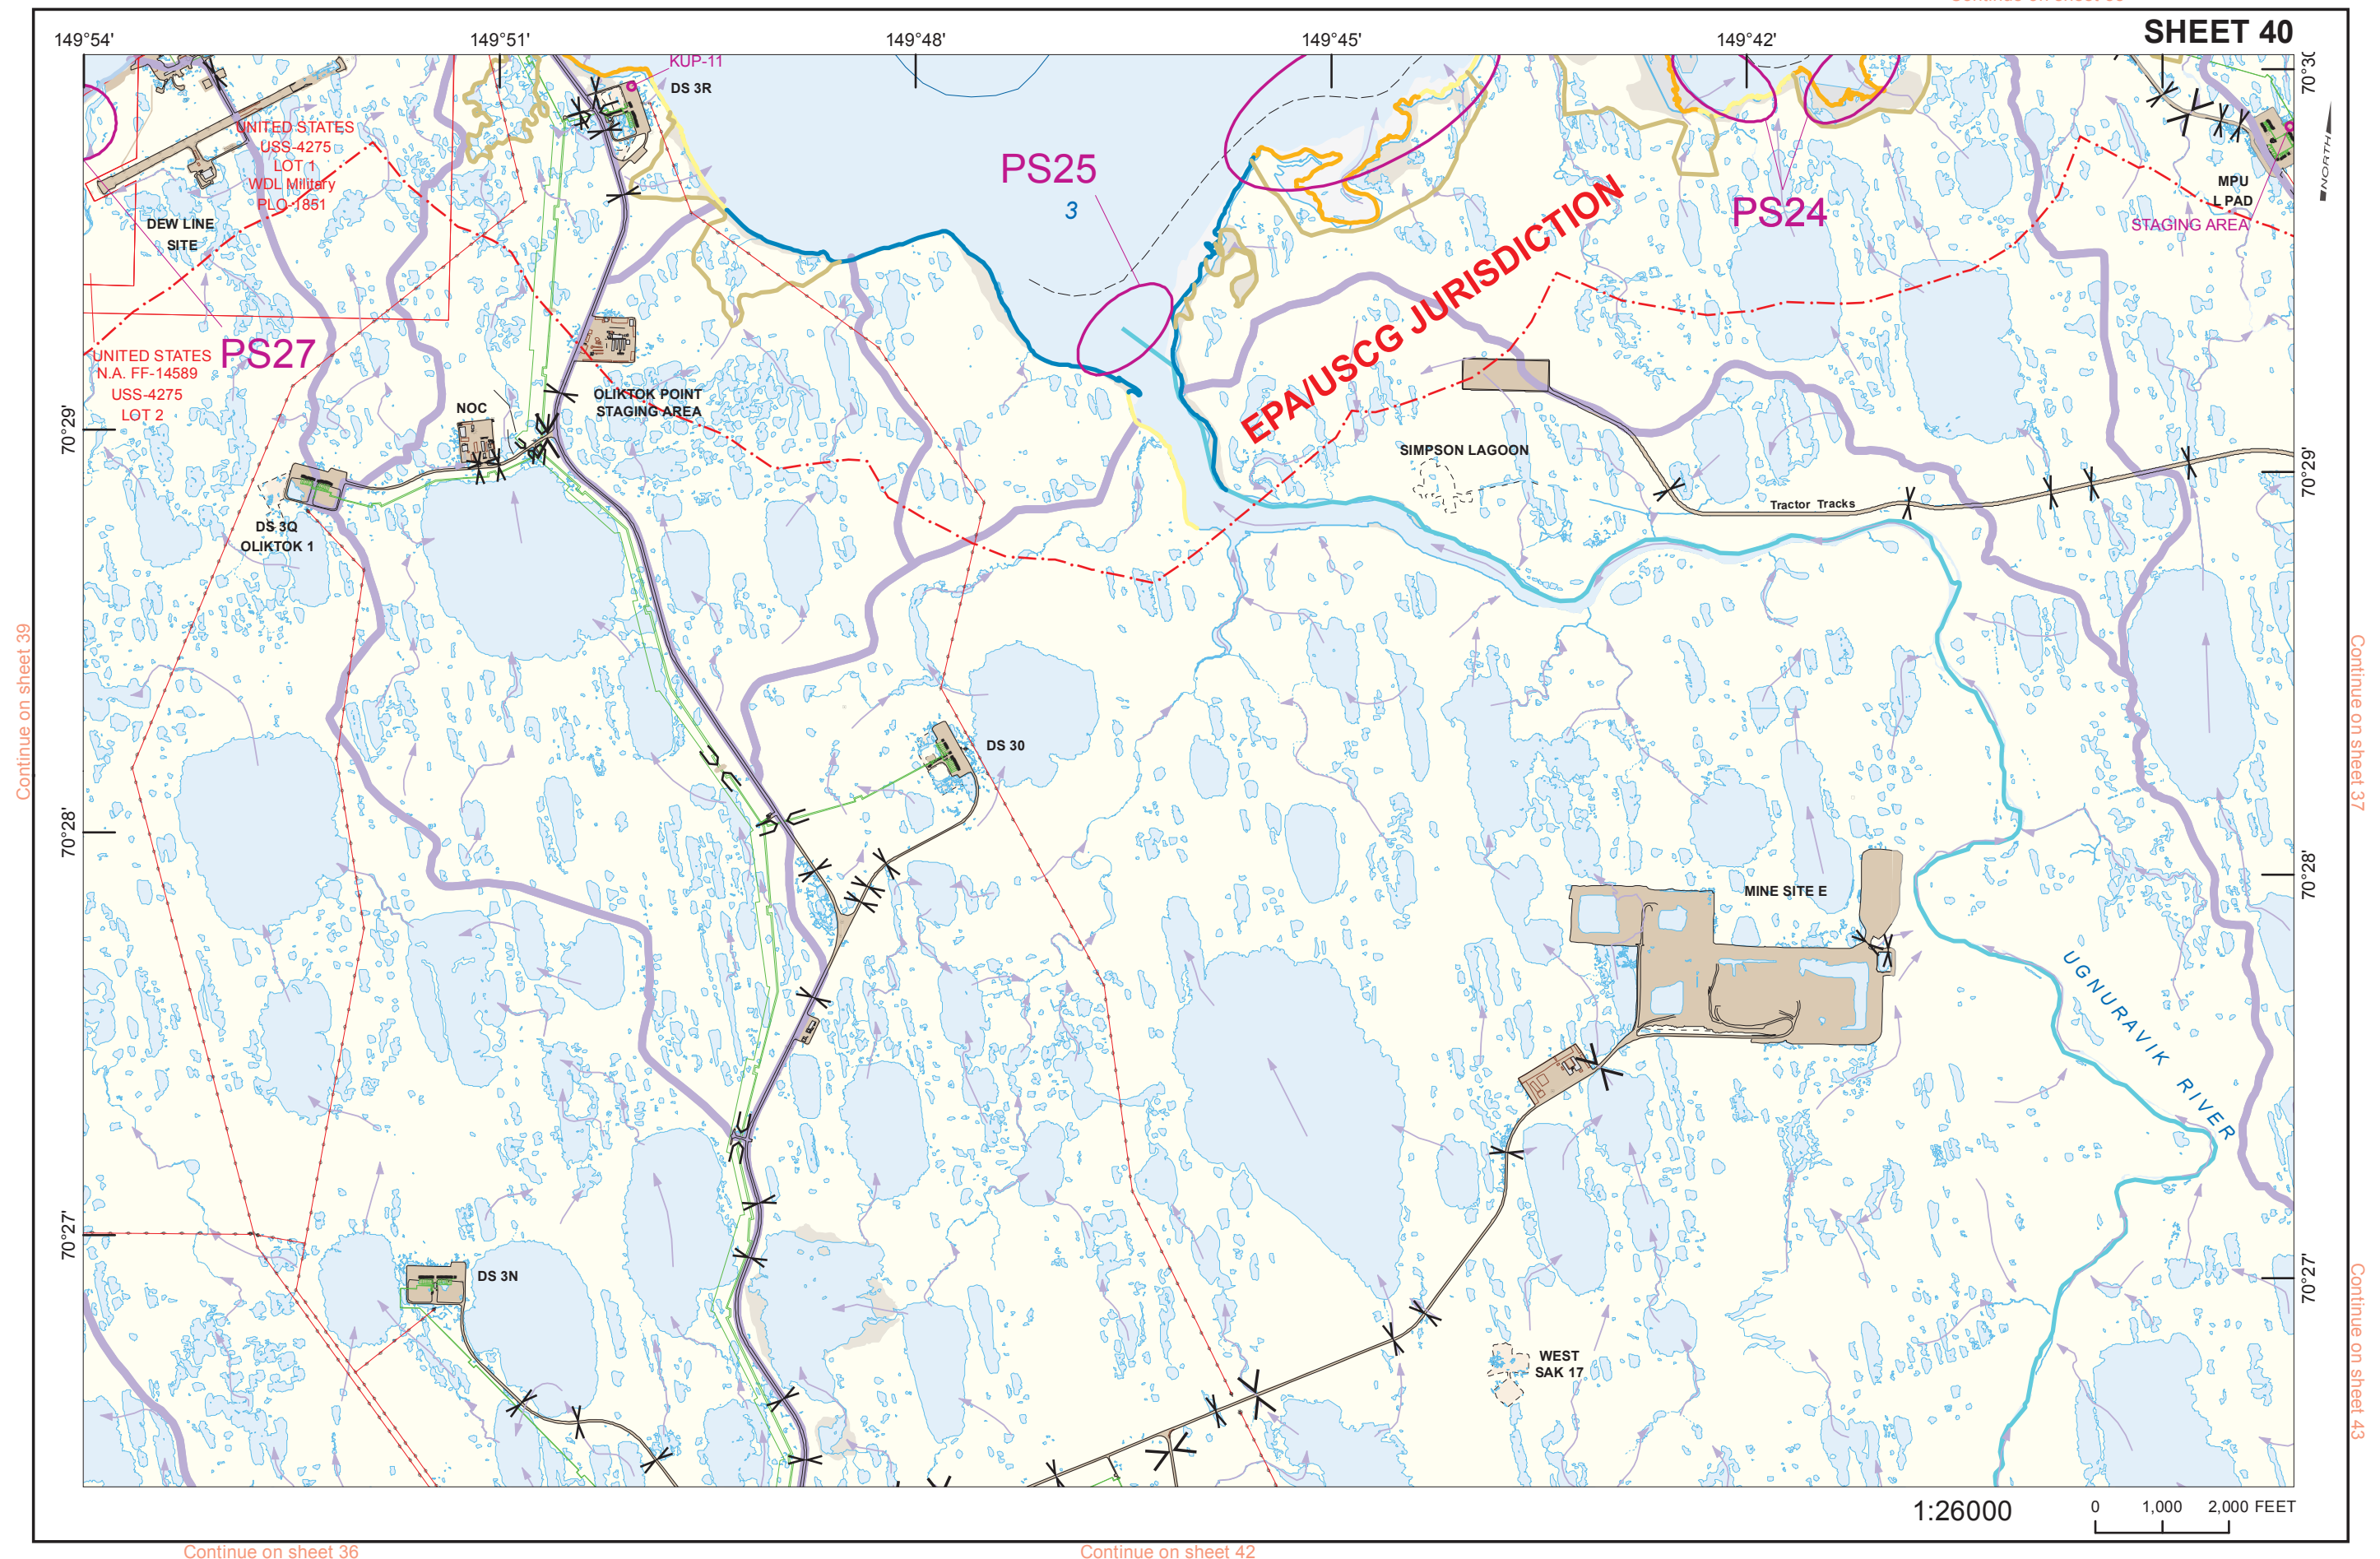 SHEET 40
149°54'
149°51'
149°48'
149°45'
149°42'
KUP-11
DS 3R
UNITED STATES
USS-4275
LOT 1
WDL Military
PLO-1851
DEW LINE
SITE
PS25
3
PS24
MPU
L PAD
STAGING AREA
NORTH
EPA/USCG JURISDICTION
UNITED STATES
N.A. FF-14589
USS-4275
LOT 2
PS27
OLIKTOK POINT
STAGING AREA
NOC
70°29'
70°29'
SIMPSON LAGOON
Tractor Tracks
DS 3Q
OLIKTOK 1
Continue on sheet 39
Continue on sheet 37
DS 30
70°28'
70°28'
MINE SITE E
UGNURAVIK RIVER
70°27'
70°27'
DS 3N
WEST
SAK 17
Continue on sheet 43
1:26000
0 1,000 2,000 FEET
Continue on sheet 36
Continue on sheet 42